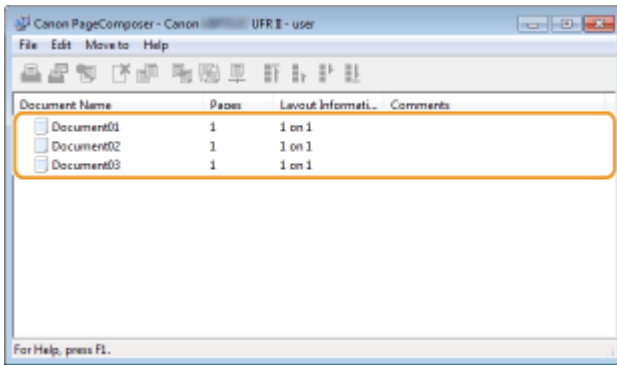 Canon PageComposer - Canon UFR II - user
File Edit Move to Help
Document Name Pages Layout Informati... Comments
Document01 1 1 on 1
Document02 1 1 on 1
Document03 1 1 on 1
For Help, press F1.